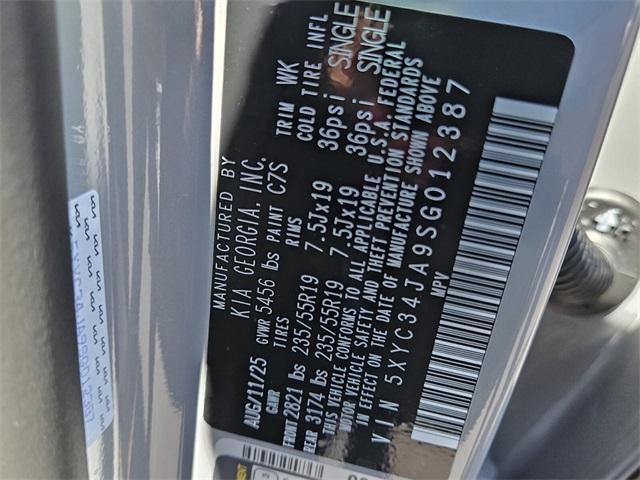 MANUFACTURED BY
KIA GEORGIA, INC.
AUG/11/25 GVWR 5456 lbs PAINT C7S TRIM WK
GAWR TIRES RIMS COLD TIRE INFL
FRONT 2821 lbs 235/55R19 7.5Jx19 36psi SINGLE
REAR 3174 lbs 235/55R19 7.5Jx19 36psi SINGLE
THIS VEHICLE CONFORMS TO ALL APPLICABLE U.S.A. FEDERAL
MOTOR VEHICLE SAFETY AND THEFT PREVENTION STANDARDS
IN EFFECT ON THE DATE OF MANUFACTURE SHOWN ABOVE
VIN 5XYC34JA9SG012387
MPV